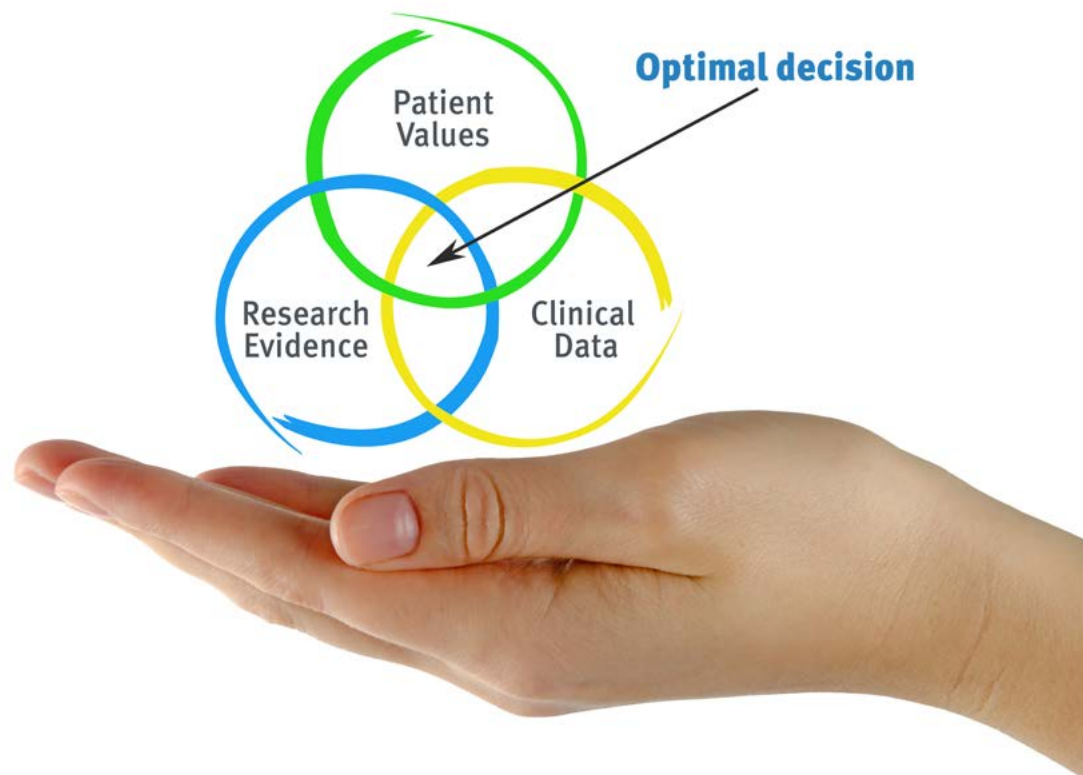 Optimal decision
Patient
Values
Research
Evidence
Clinical
Data